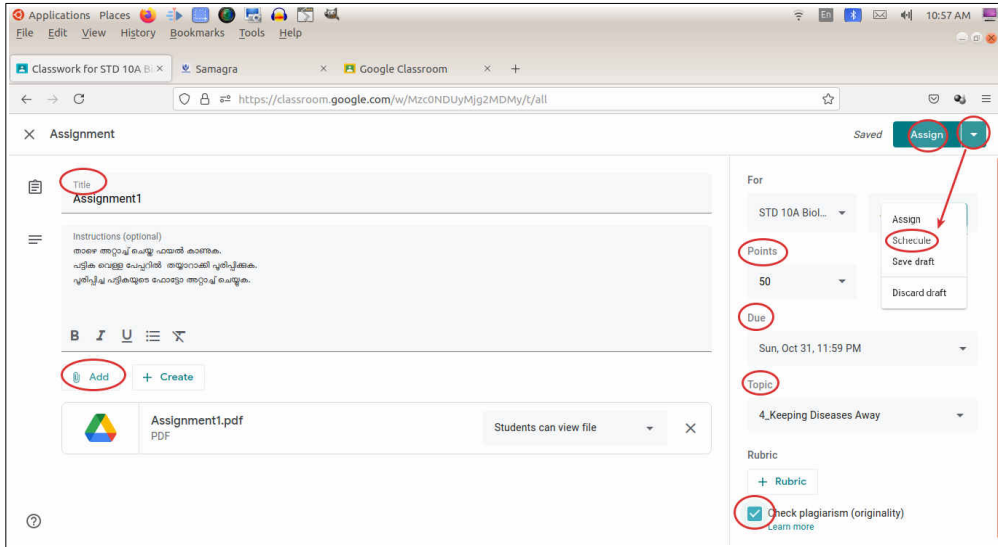 Applications Places En 10:57 AM
File Edit View History Bookmarks Tools Help
Classwork for STD 10A Bi × Samagra × Google Classroom × +
https://classroom.google.com/w/Mzc0NDUyMjg2MDMy/t/all
× Assignment Saved Assign
Title
Assignment1
Instructions (optional)
താഴെ അറ്റാച്ച് ചെയ്ത ഫയൽ കാണുക.
പട്ടിക വെള്ള പേപ്പറിൽ തയ്യാറാക്കി പൂരിപ്പിക്കുക.
പൂരിപ്പിച്ച പട്ടികയുടെ ഫോട്ടോ അറ്റാച്ച് ചെയ്യുക.
B I U
Add + Create
Assignment1.pdf
PDF
Students can view file ×
For
STD 10A Biol...
Assign
Schecule
Seve draft
Discard draft
Points
50
Due
Sun, Oct 31, 11:59 PM
Topic
4_Keeping Diseases Away
Rubric
+ Rubric
Check plagiarism (originality)
Learn more